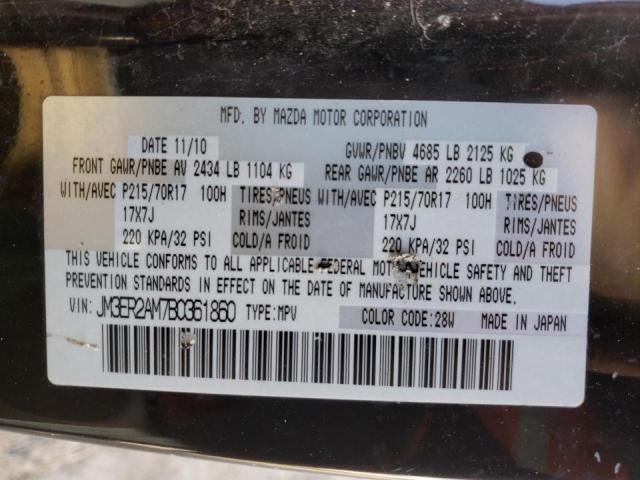 MFD. BY MAZDA MOTOR CORPORATION
DATE 11/10 GVWR/PNBV 4685 LB 2125 KG
FRONT GAWR/PNBE AV 2434 LB 1104 KG REAR GAWR/PNBE AR 2260 LB 1025 KG
WITH/AVEC P215/70R17 100H TIRES/PNEUS WITH/AVEC P215/70R17 100H TIRES/PNEUS
17X7J RIMS/JANTES 17X7J RIMS/JANTES
220 KPA/32 PSI COLD/A FROID 220 KPA/32 PSI COLD/A FROID
THIS VEHICLE CONFORMS TO ALL APPLICABLE FEDERAL MOTOR VEHICLE SAFETY AND THEFT
PREVENTION STANDARDS IN EFFECT ON THE DATE OF MANUFACTURE SHOWN ABOVE.
VIN: JM3ER2AM7B0361860 TYPE: MPV COLOR CODE: 28W MADE IN JAPAN